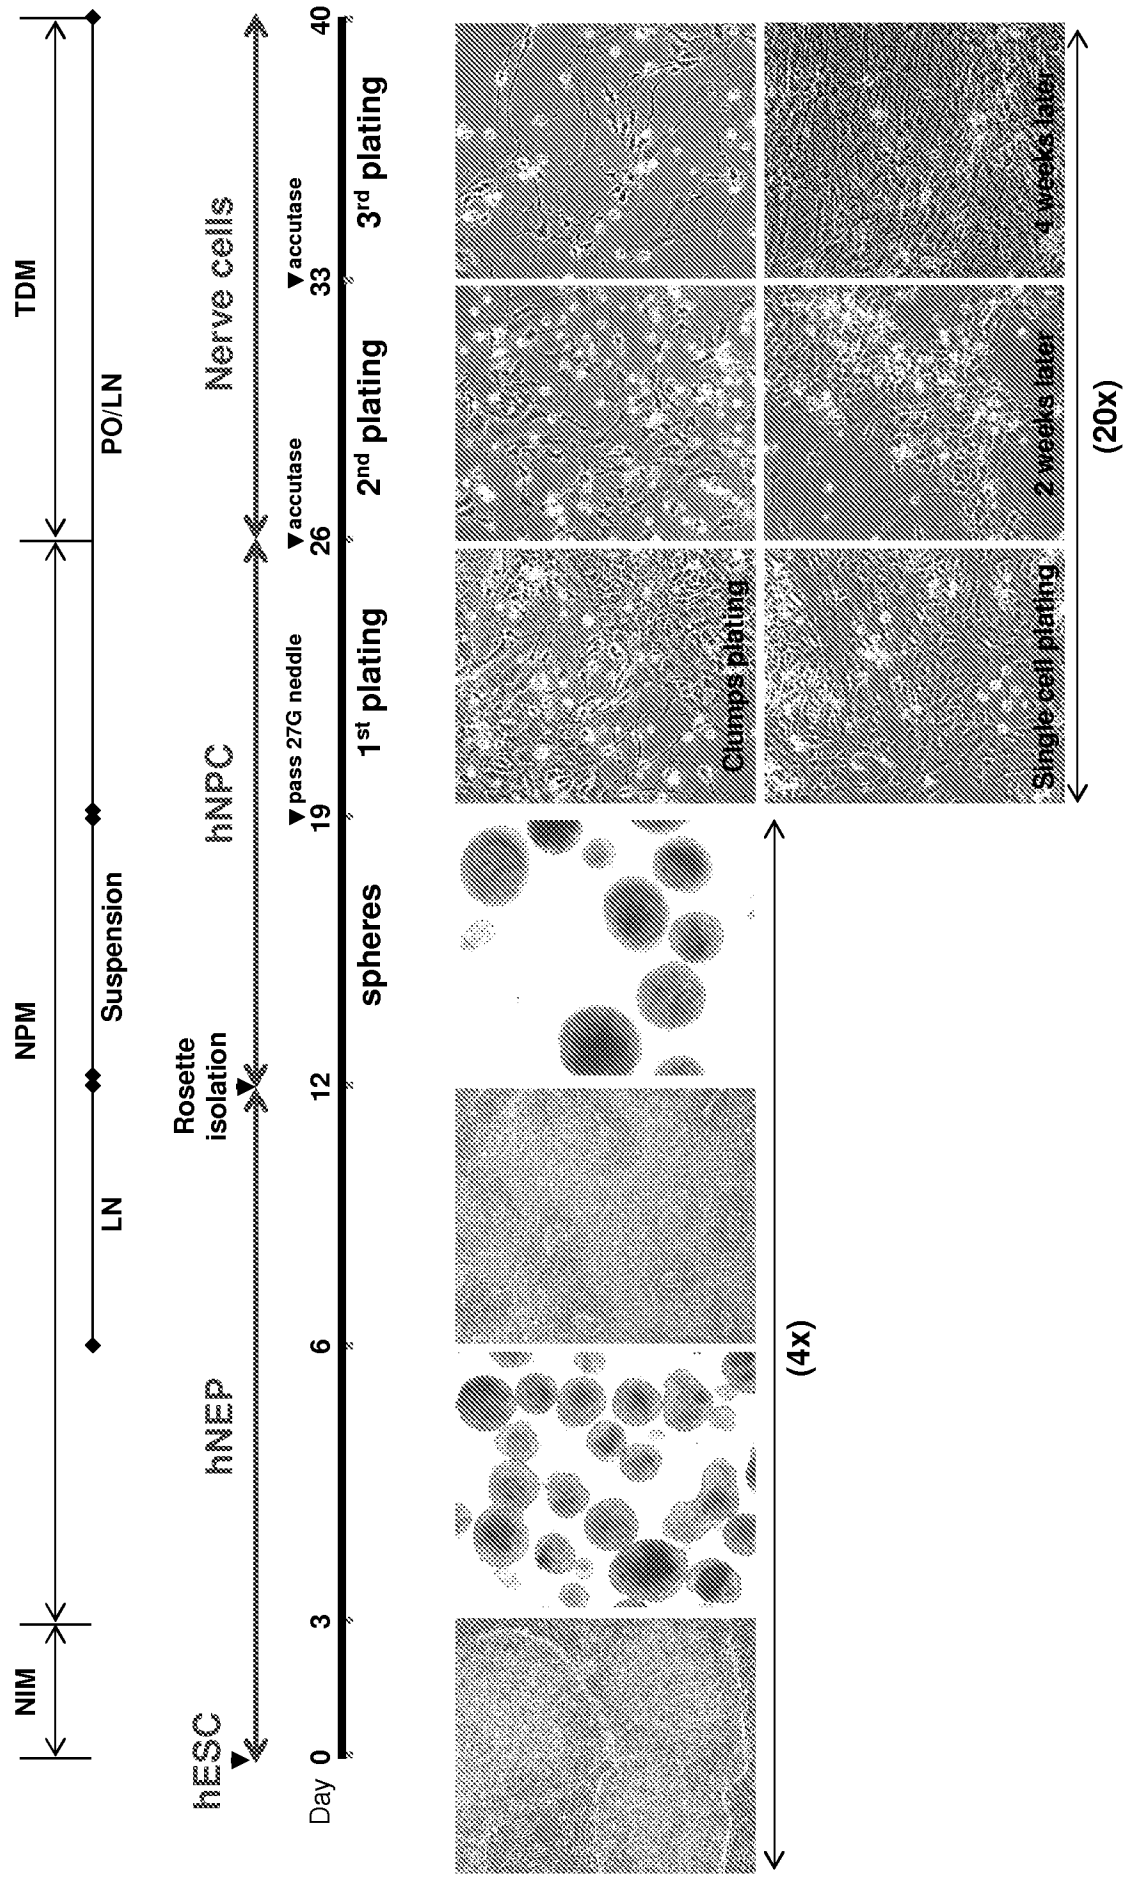 NIM
NPM
TDM
LN
Suspension
PO/LN
Rosette
isolation
hESC
hNEP
hNPC
Nerve cells
pass 27G neddle
accutase
accutase
Day
0
3
6
12
19
26
33
40
spheres
1st plating
2nd plating
3rd plating
Clumps plating
Single cell plating
2 weeks later
4 weeks later
(4x)
(20x)